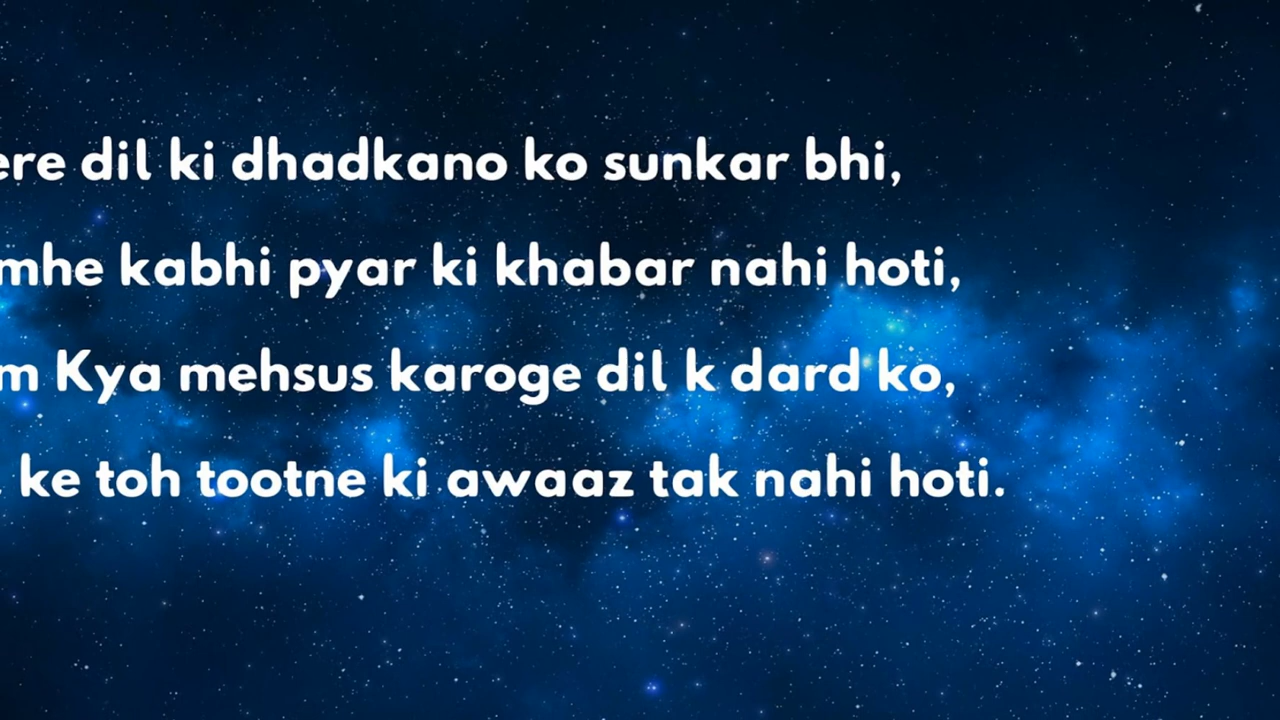 ere dil ki dhadkano ko sunkar bhi,
mhe kabhi pyar ki khabar nahi hoti,
m Kya mehsus karoge dil k dard ko,
ke toh tootne ki awaaz tak nahi hoti.